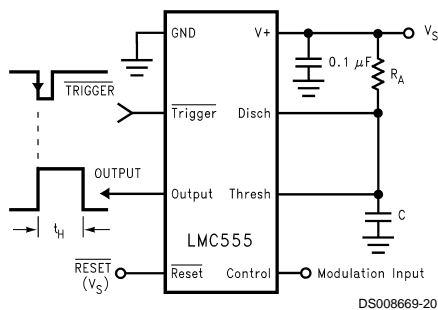 GND
V+
V_S
0.1 μF
R_A
TRIGGER
Trigger
Disch
OUTPUT
Output
Thresh
t_H
C
LMC555
RESET
(V_S)
Reset
Control
Modulation Input
DS008669-20